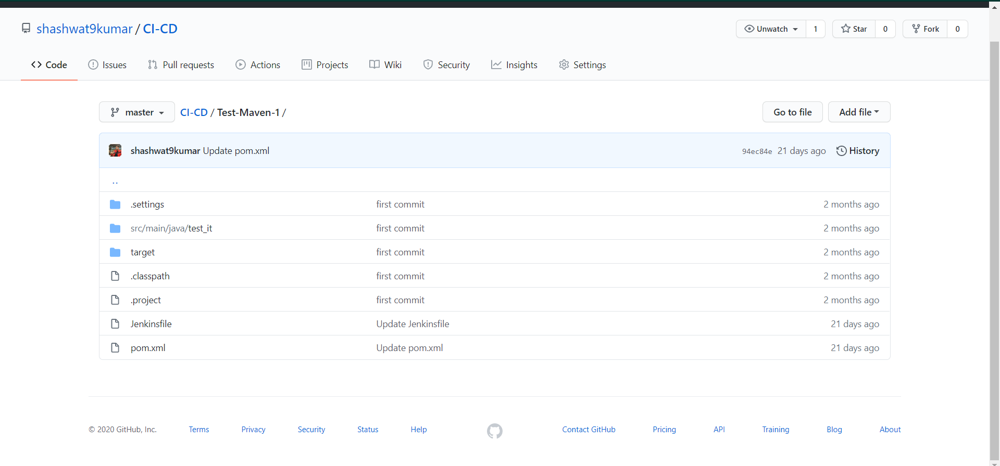 shashwat9kumar / CI-CD
Unwatch 1 Star 0 Fork 0
Code Issues Pull requests Actions Projects Wiki Security Insights Settings
master CI-CD / Test-Maven-1 / Go to file Add file
shashwat9kumar Update pom.xml 94ec84e 21 days ago History
..
.settings first commit 2 months ago
src/main/java/test_it first commit 2 months ago
target first commit 2 months ago
.classpath first commit 2 months ago
.project first commit 2 months ago
Jenkinsfile Update Jenkinsfile 21 days ago
pom.xml Update pom.xml 21 days ago
© 2020 GitHub, Inc. Terms Privacy Security Status Help Contact GitHub Pricing API Training Blog About